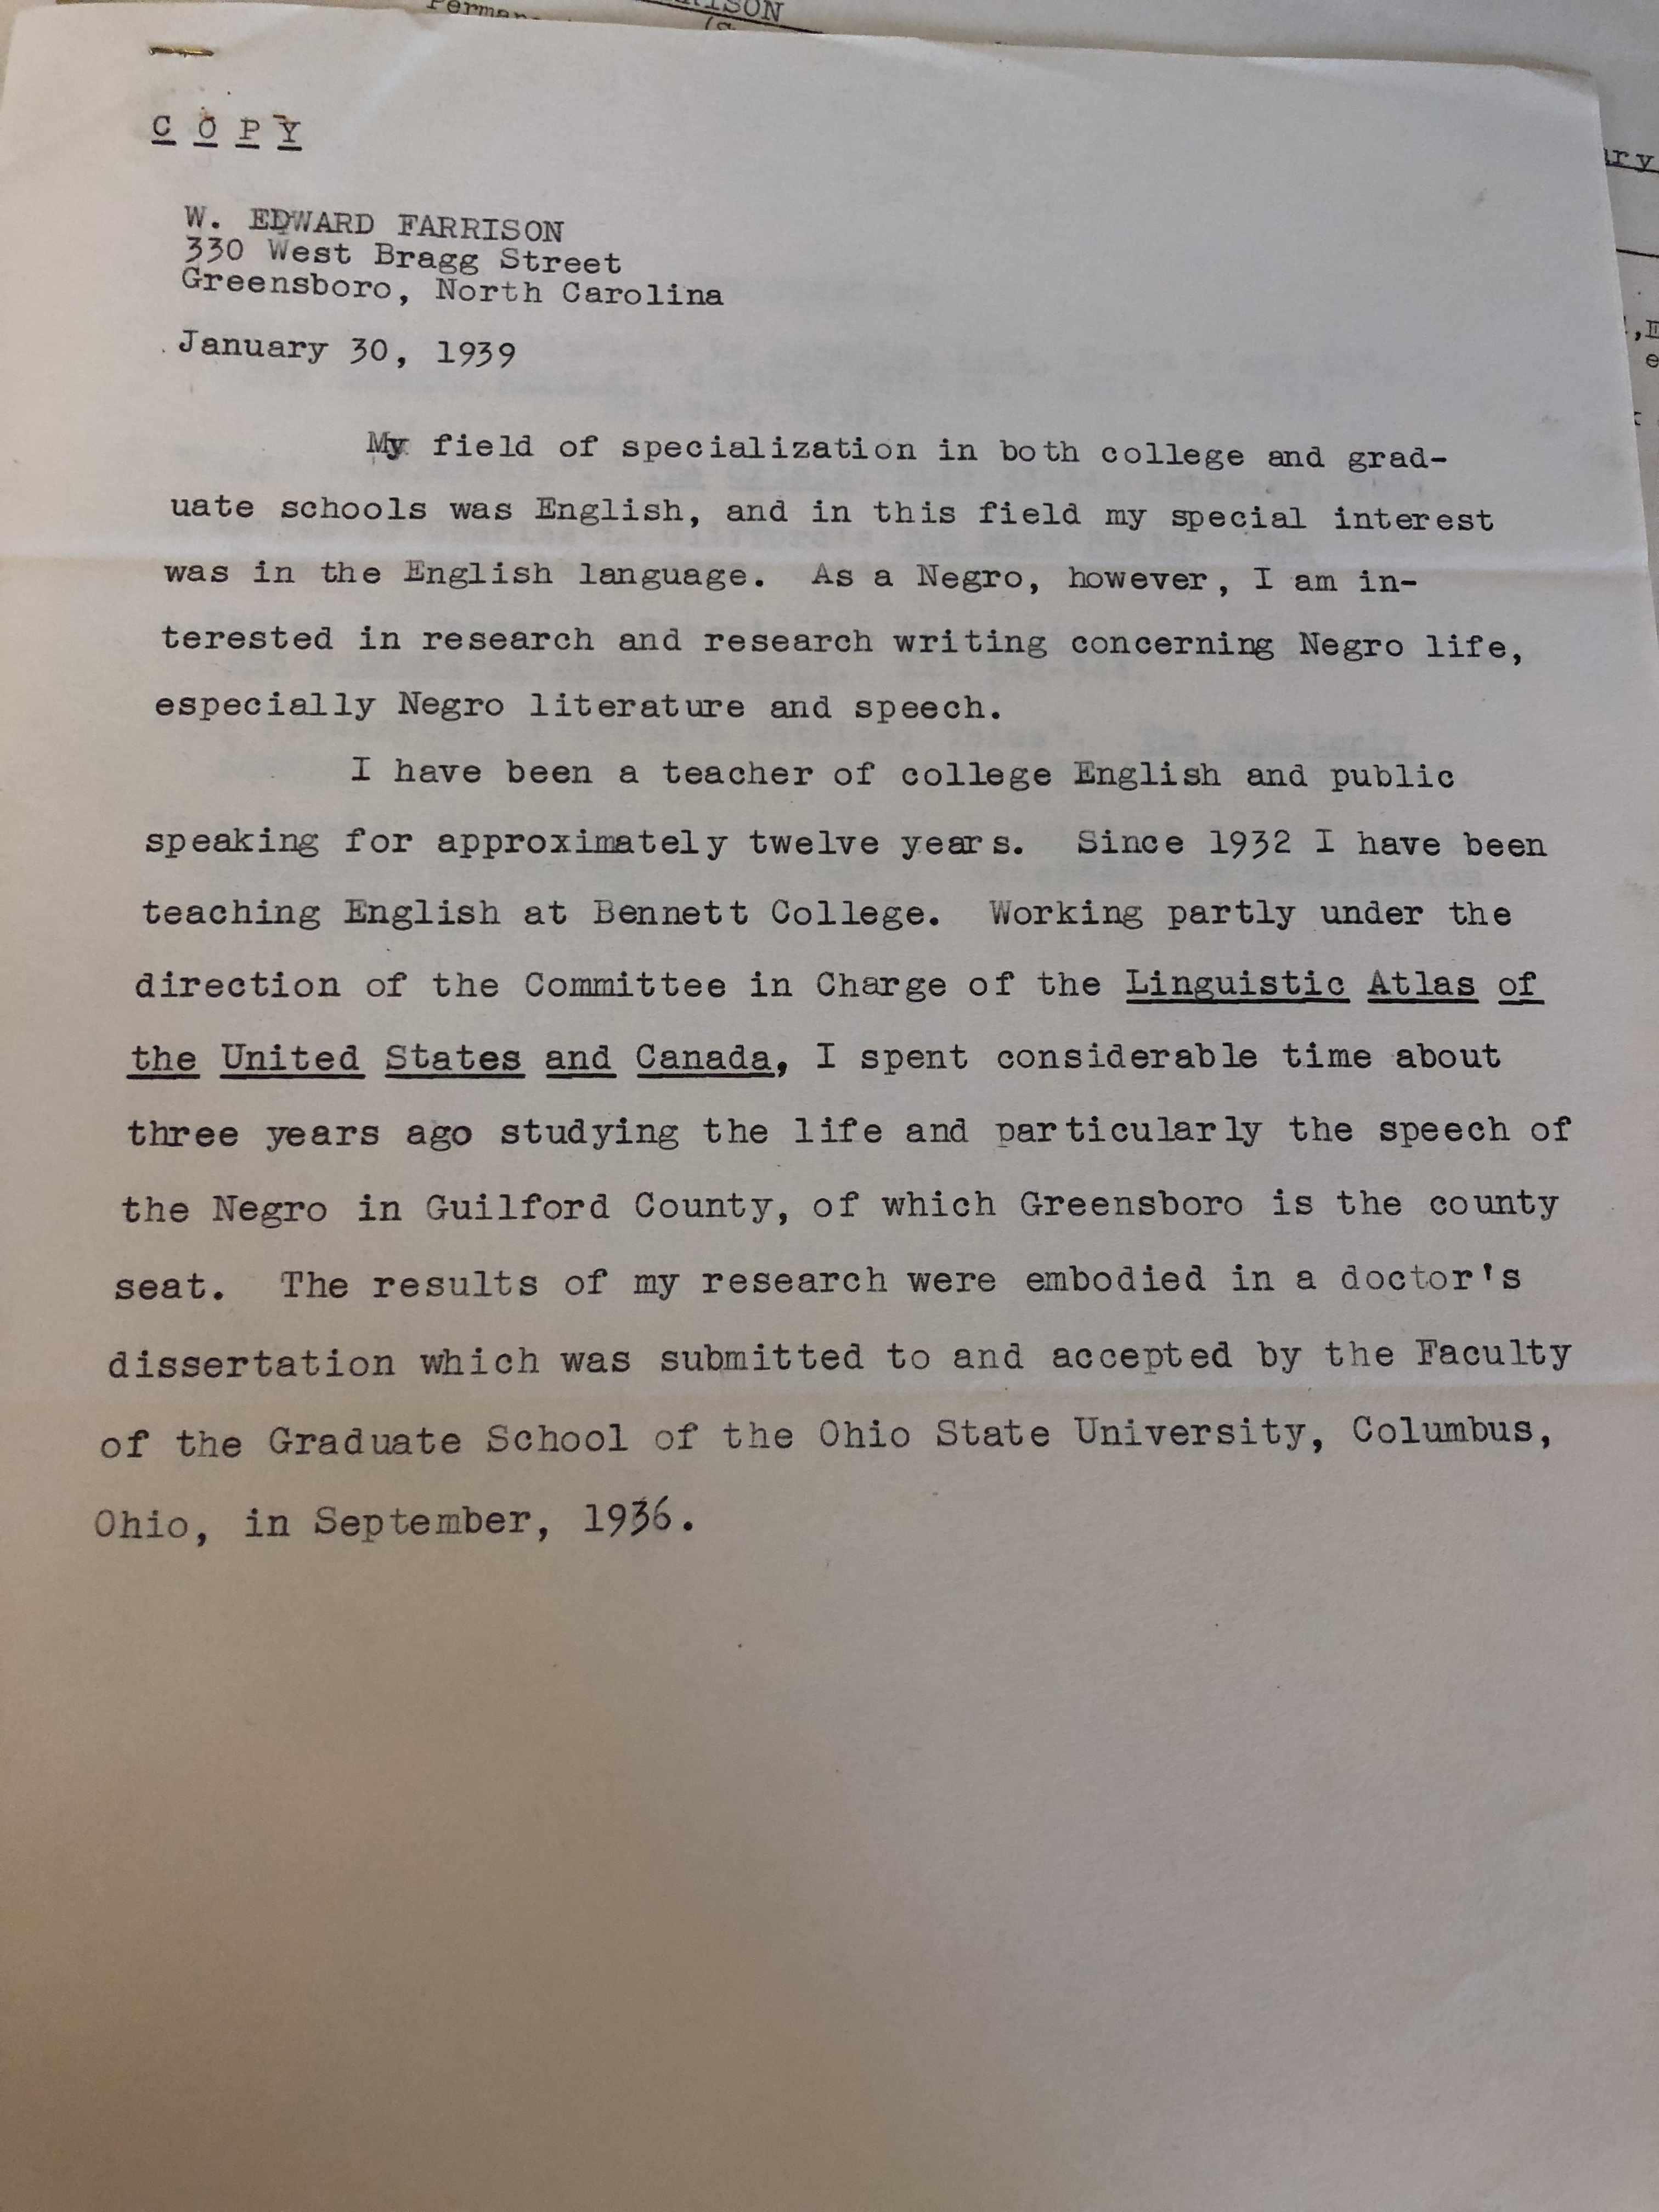 C O P Y
W. EDWARD FARRISON
330 West Bragg Street
Greensboro, North Carolina
January 30, 1939
My field of specialization in both college and grad-
uate schools was English, and in this field my special interest
was in the English language. As a Negro, however, I am in-
terested in research and research writing concerning Negro life,
especially Negro literature and speech.
I have been a teacher of college English and public
speaking for approximately twelve years. Since 1932 I have been
teaching English at Bennett College. Working partly under the
direction of the Committee in Charge of the Linguistic Atlas of
the United States and Canada, I spent considerable time about
three years ago studying the life and particularly the speech of
the Negro in Guilford County, of which Greensboro is the county
seat. The results of my research were embodied in a doctor's
dissertation which was submitted to and accepted by the Faculty
of the Graduate School of the Ohio State University, Columbus,
Ohio, in September, 1936.